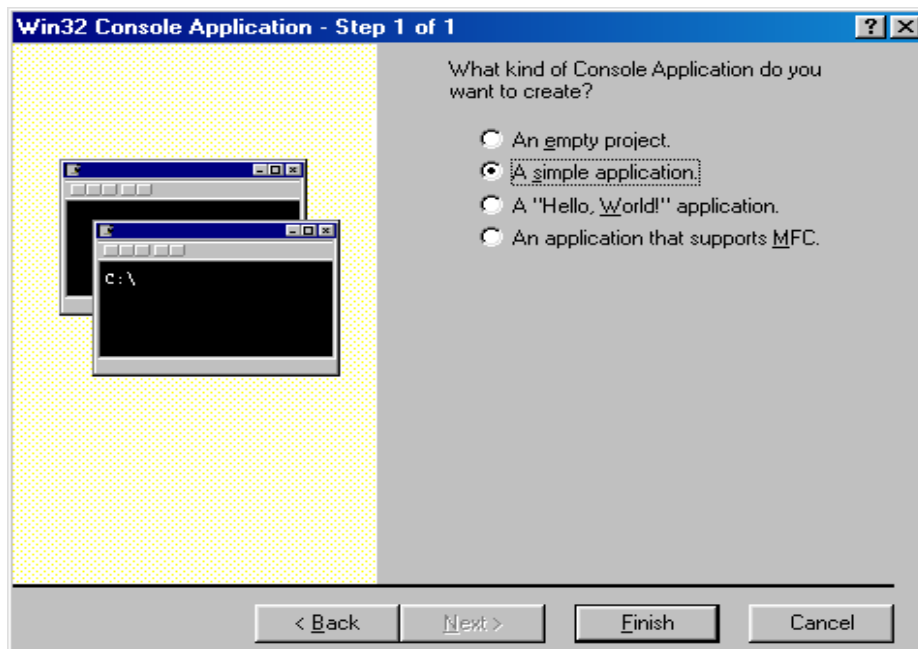 Win32 Console Application - Step 1 of 1
What kind of Console Application do you
want to create?
An empty project.
A simple application.
A "Hello, World!" application.
An application that supports MFC.
C:\
< Back
Next >
Finish
Cancel